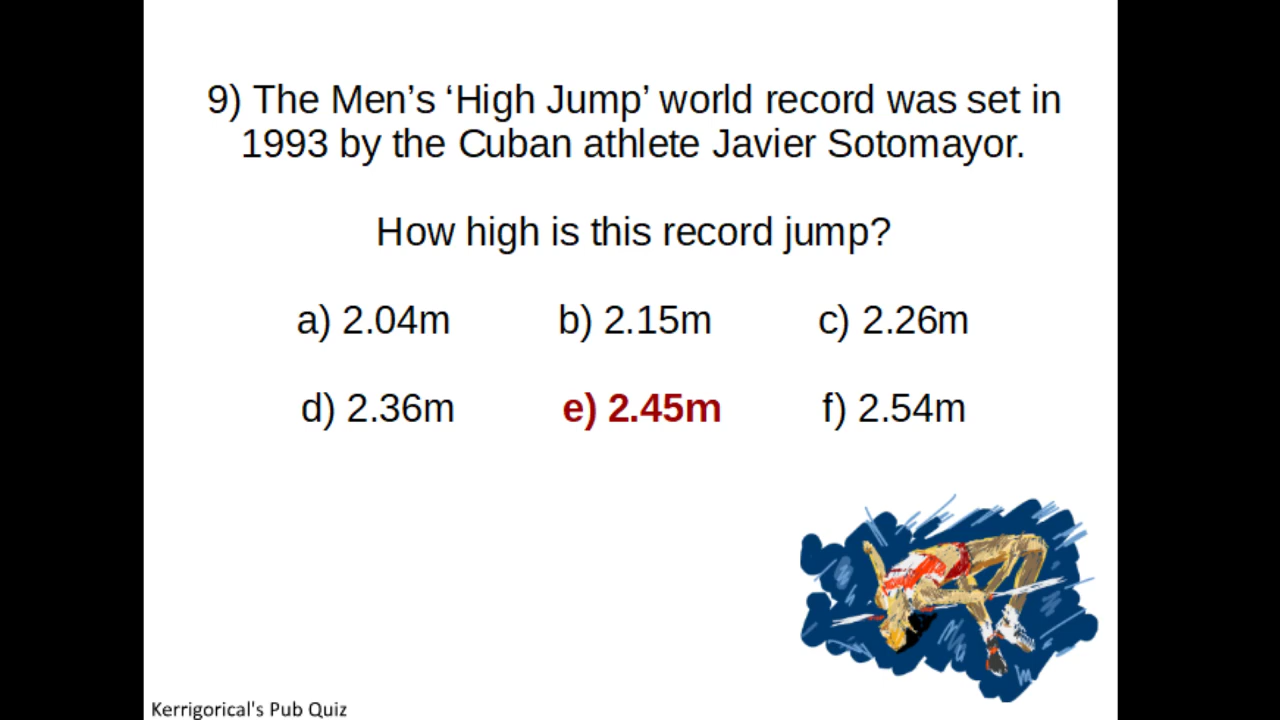 9) The Men’s ‘High Jump’ world record was set in
1993 by the Cuban athlete Javier Sotomayor.
How high is this record jump?
a) 2.04m b) 2.15m c) 2.26m
d) 2.36m e) 2.45m f) 2.54m
Kerrigorical's Pub Quiz